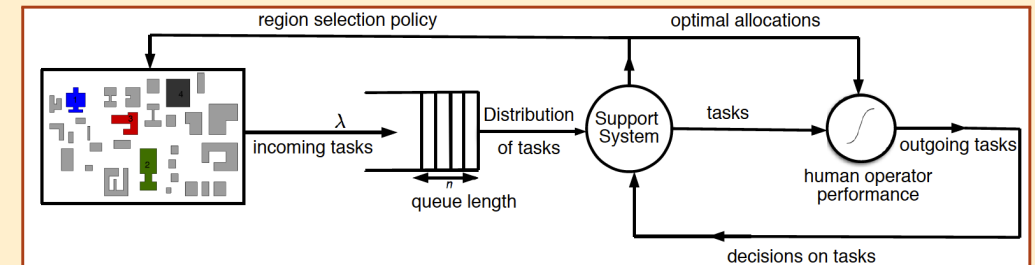 region selection policy
optimal allocations
4
3
2
λ
incoming tasks
n
queue length
Distribution
of tasks
Support
System
tasks
outgoing tasks
human operator
performance
decisions on tasks